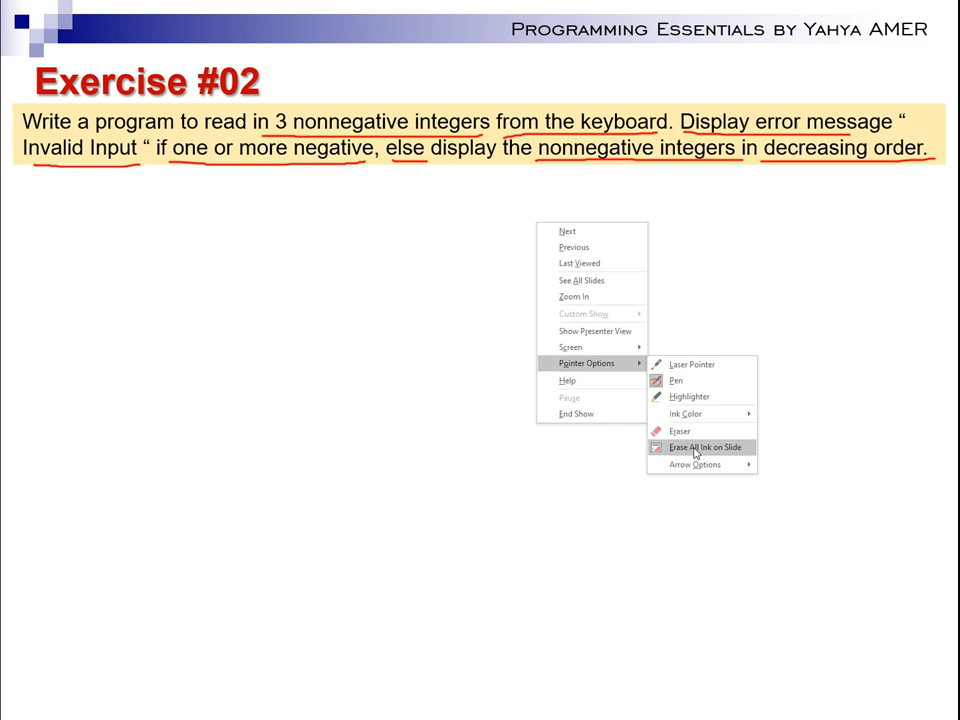 Programming Essentials by Yahya AMER
Exercise #02
Write a program to read in 3 nonnegative integers from the keyboard. Display error message “
Invalid Input “ if one or more negative, else display the nonnegative integers in decreasing order.
Next
Previous
Last Viewed
See All Slides
Zoom In
Custom Show
Show Presenter View
Screen
Pointer Options
Help
Pause
End Show
Laser Pointer
Pen
Highlighter
Ink Color
Eraser
Erase All Ink on Slide
Arrow Options